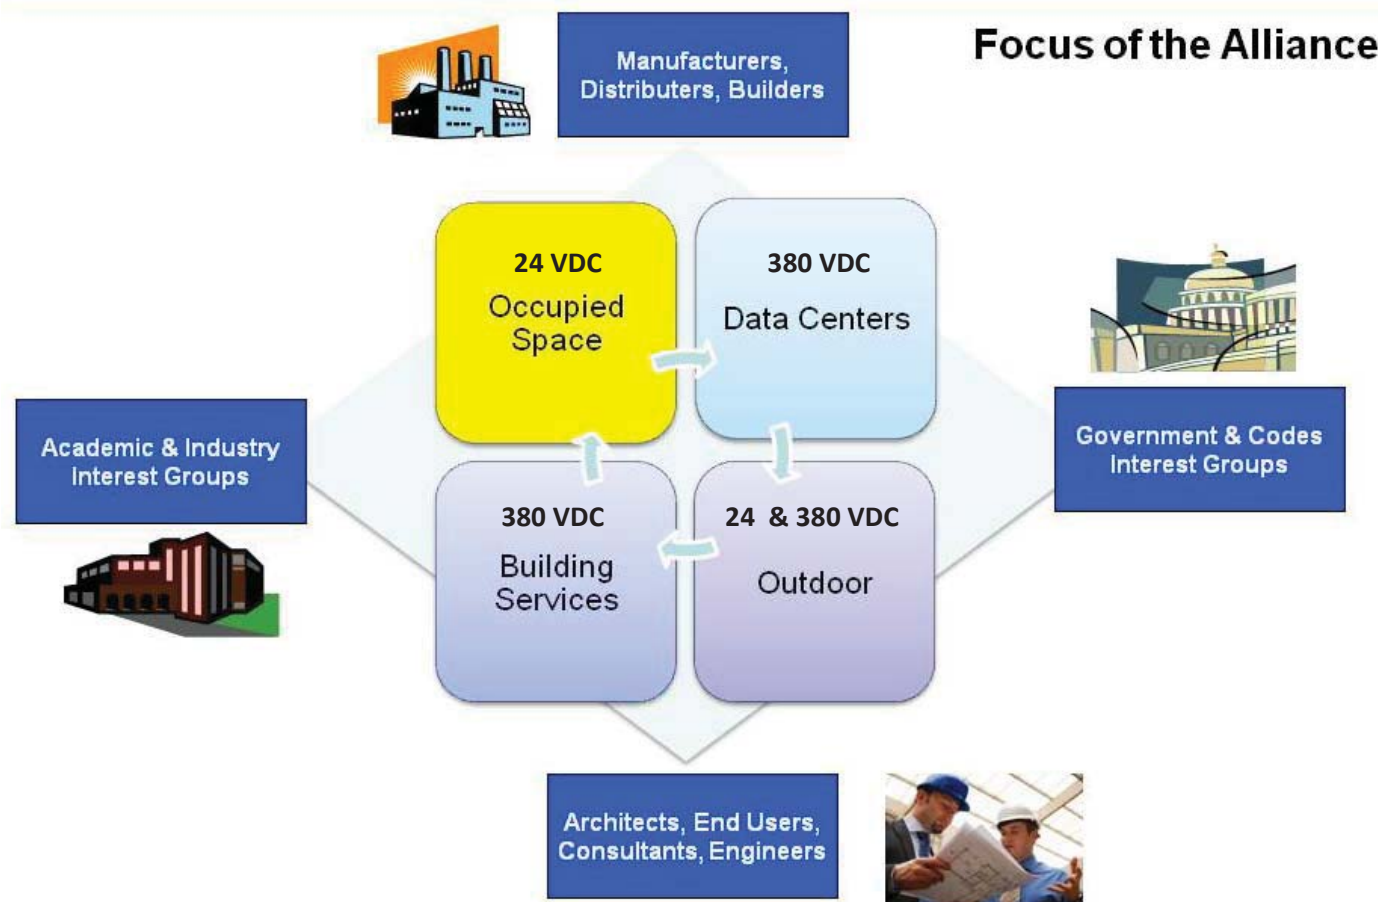 Focus of the Alliance
Manufacturers,
Distributers, Builders
24 VDC
Occupied
Space
380 VDC
Data Centers
Academic & Industry
Interest Groups
Government & Codes
Interest Groups
380 VDC
Building
Services
24 & 380 VDC
Outdoor
Architects, End Users,
Consultants, Engineers